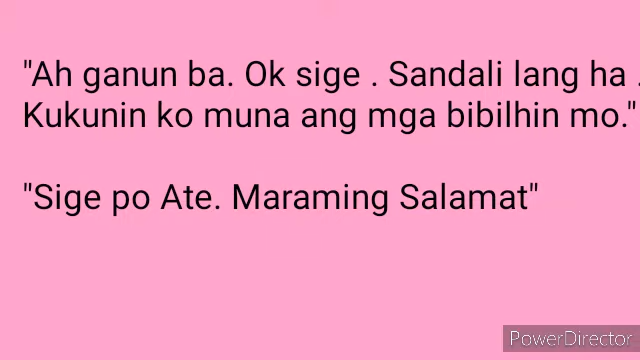 "Ah ganun ba. Ok sige . Sandali lang ha .
Kukunin ko muna ang mga bibilhin mo."
"Sige po Ate. Maraming Salamat"
PowerDirector